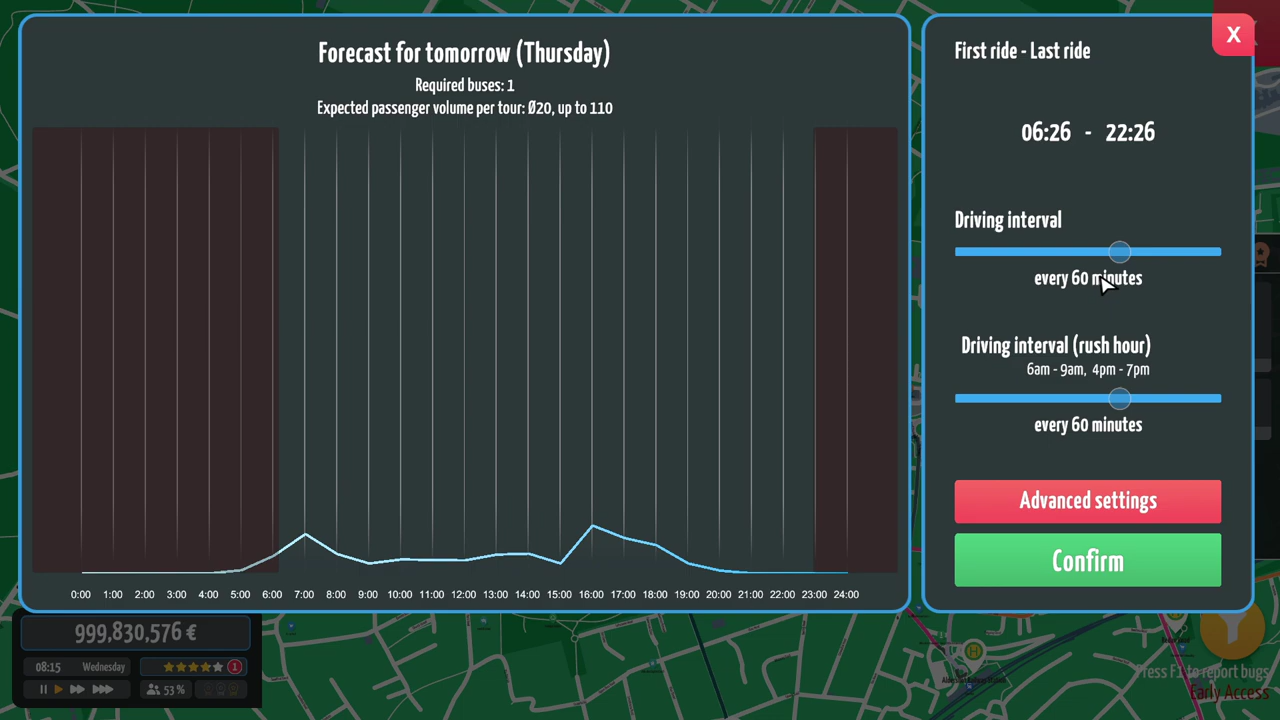 Forecast for tomorrow (Thursday)
Required buses: 1
Expected passenger volume per tour: Ø20, up to 110
0:00 1:00 2:00 3:00 4:00 5:00 6:00 7:00 8:00 9:00 10:00 11:00 12:00 13:00 14:00 15:00 16:00 17:00 18:00 19:00 20:00 21:00 22:00 23:00 24:00
X
First ride - Last ride
06:26 - 22:26
Driving interval
every 60 minutes
Driving interval (rush hour)
6am - 9am, 4pm - 7pm
every 60 minutes
Advanced settings
Confirm
999,830,576 €
08:15 Wednesday 1
53 %
H
Press F1 to report bugs
Early Access